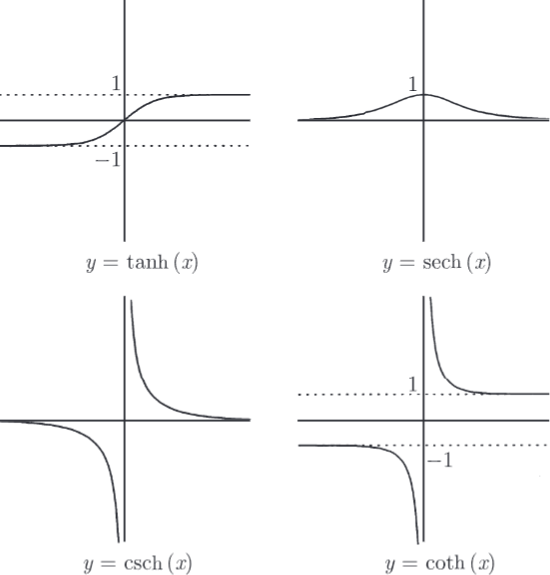 1
−1
y = tanh (x)
1
y = sech (x)
y = csch (x)
1
−1
y = coth (x)